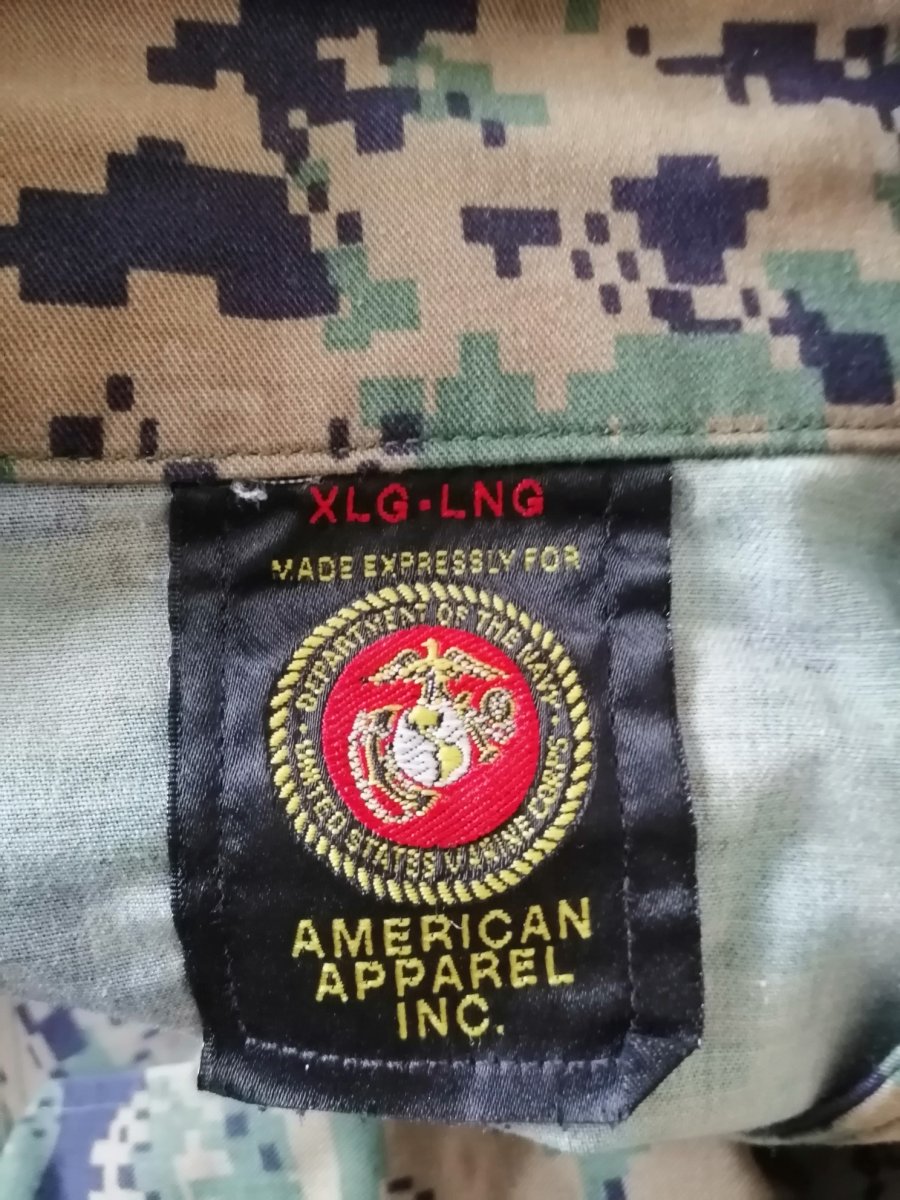 XLG-LNG
MADE EXPRESSLY FOR
DEPARTMENT OF THE NAVY
UNITED STATES MARINE CORPS
AMERICAN
APPAREL
INC.